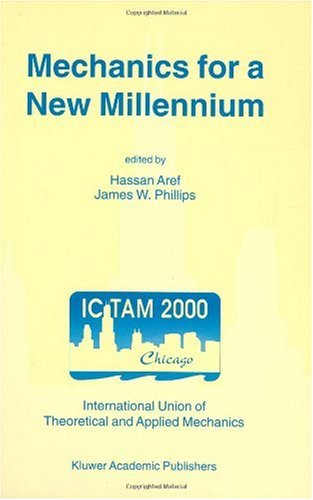 Mechanics for a
New Millennium
edited by
Hassan Aref
James W. Phillips
ICTAM 2000
Chicago
International Union of
Theoretical and Applied Mechanics
Kluwer Academic Publishers